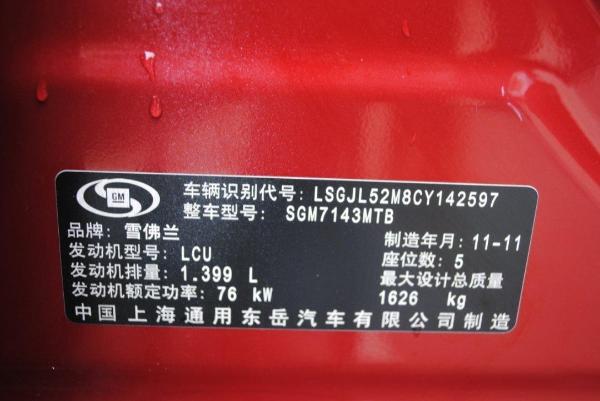 GM
车辆识别代号: LSGJL52M8CY142597
整车型号: SGM7143MTB
品牌: 雪佛兰
制造年月: 11-11
发动机型号: LCU
座位数: 5
发动机排量: 1.399 L
最大设计总质量
发动机额定功率: 76 kW
1626 kg
中国上海通用东岳汽车有限公司制造